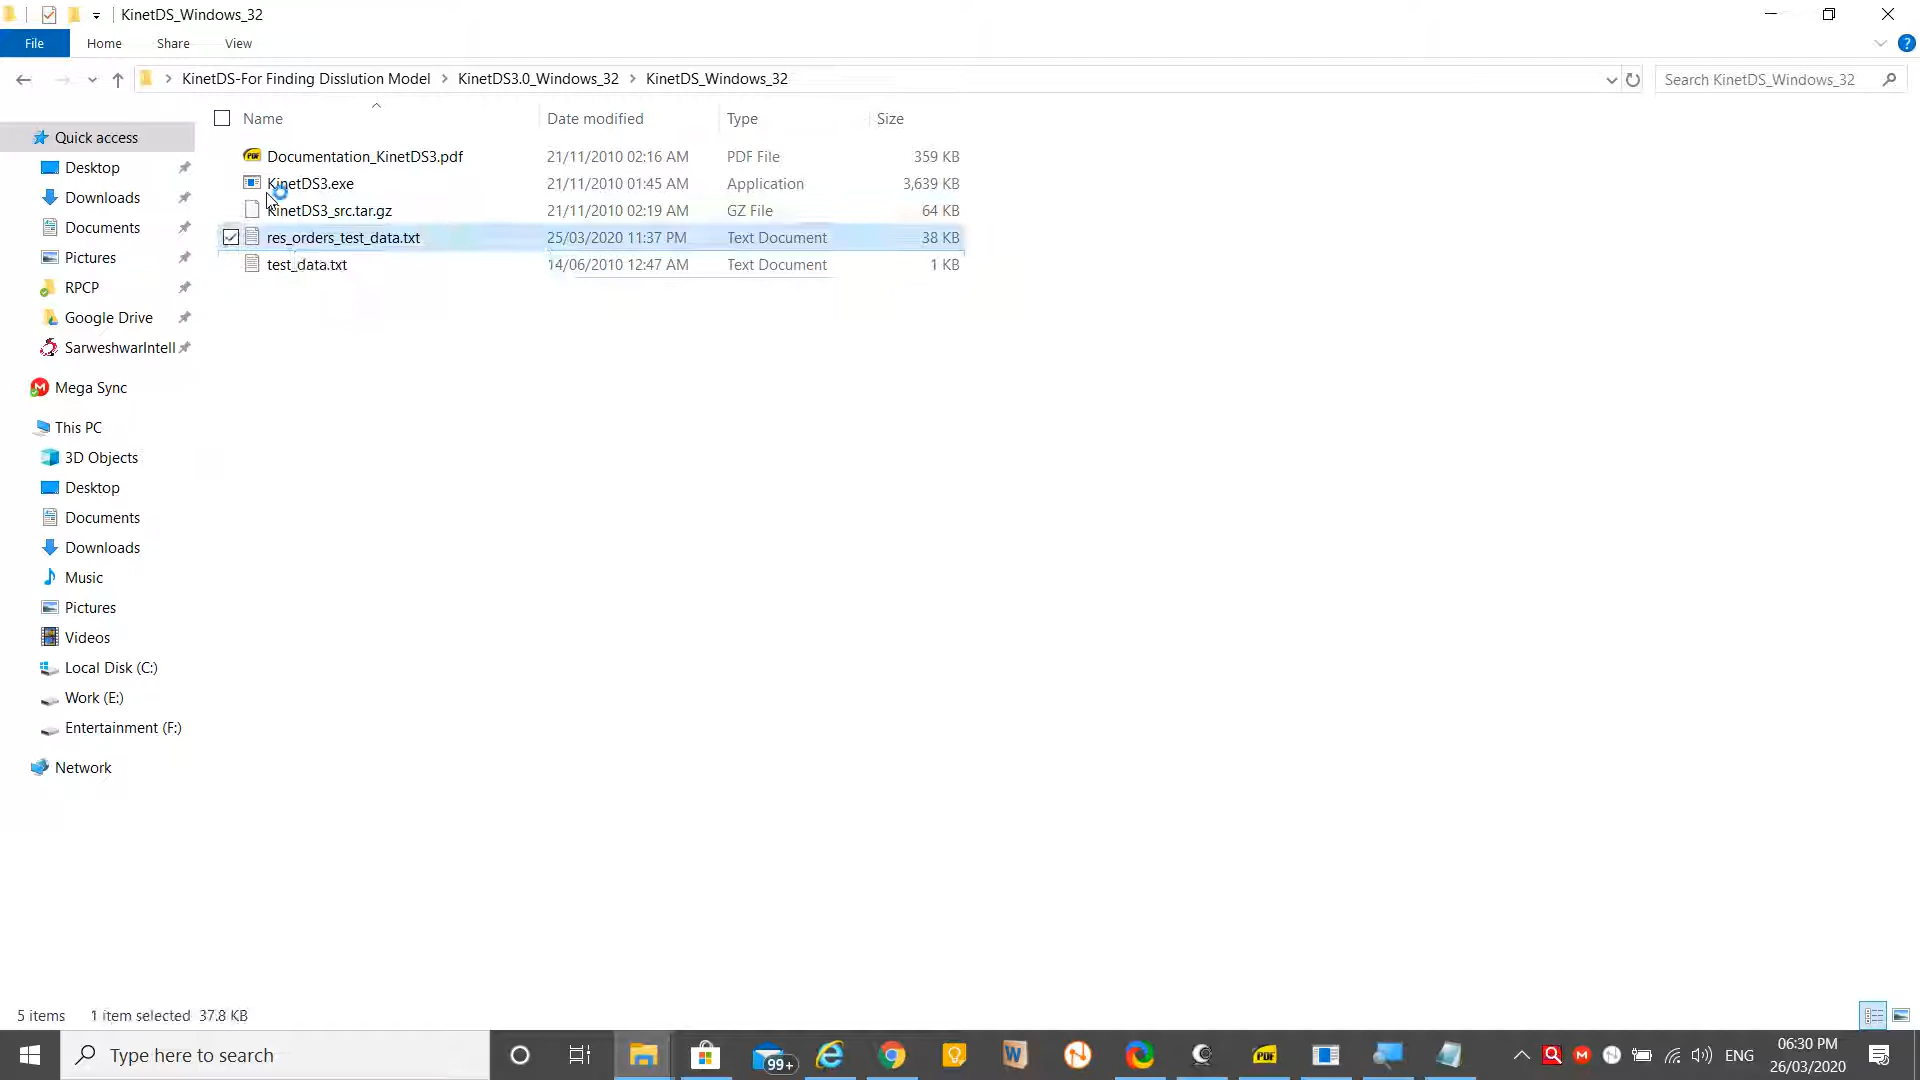 KinetDS_Windows_32
File Home Share View
KinetDS-For Finding Disslution Model KinetDS3.0_Windows_32 KinetDS_Windows_32 Search KinetDS_Windows_32
Name Date modified Type Size
Documentation_KinetDS3.pdf 21/11/2010 02:16 AM PDF File 359 KB
KinetDS3.exe 21/11/2010 01:45 AM Application 3,639 KB
KinetDS3_src.tar.gz 21/11/2010 02:19 AM GZ File 64 KB
res_orders_test_data.txt 25/03/2020 11:37 PM Text Document 38 KB
test_data.txt 14/06/2010 12:47 AM Text Document 1 KB
Quick access
Desktop
Downloads
Documents
Pictures
RPCP
Google Drive
SarweshwarIntell
Mega Sync
This PC
3D Objects
Desktop
Documents
Downloads
Music
Pictures
Videos
Local Disk (C:)
Work (E:)
Entertainment (F:)
Network
5 items 1 item selected 37.8 KB
Type here to search
99+
PDF
ENG
06:30 PM
26/03/2020